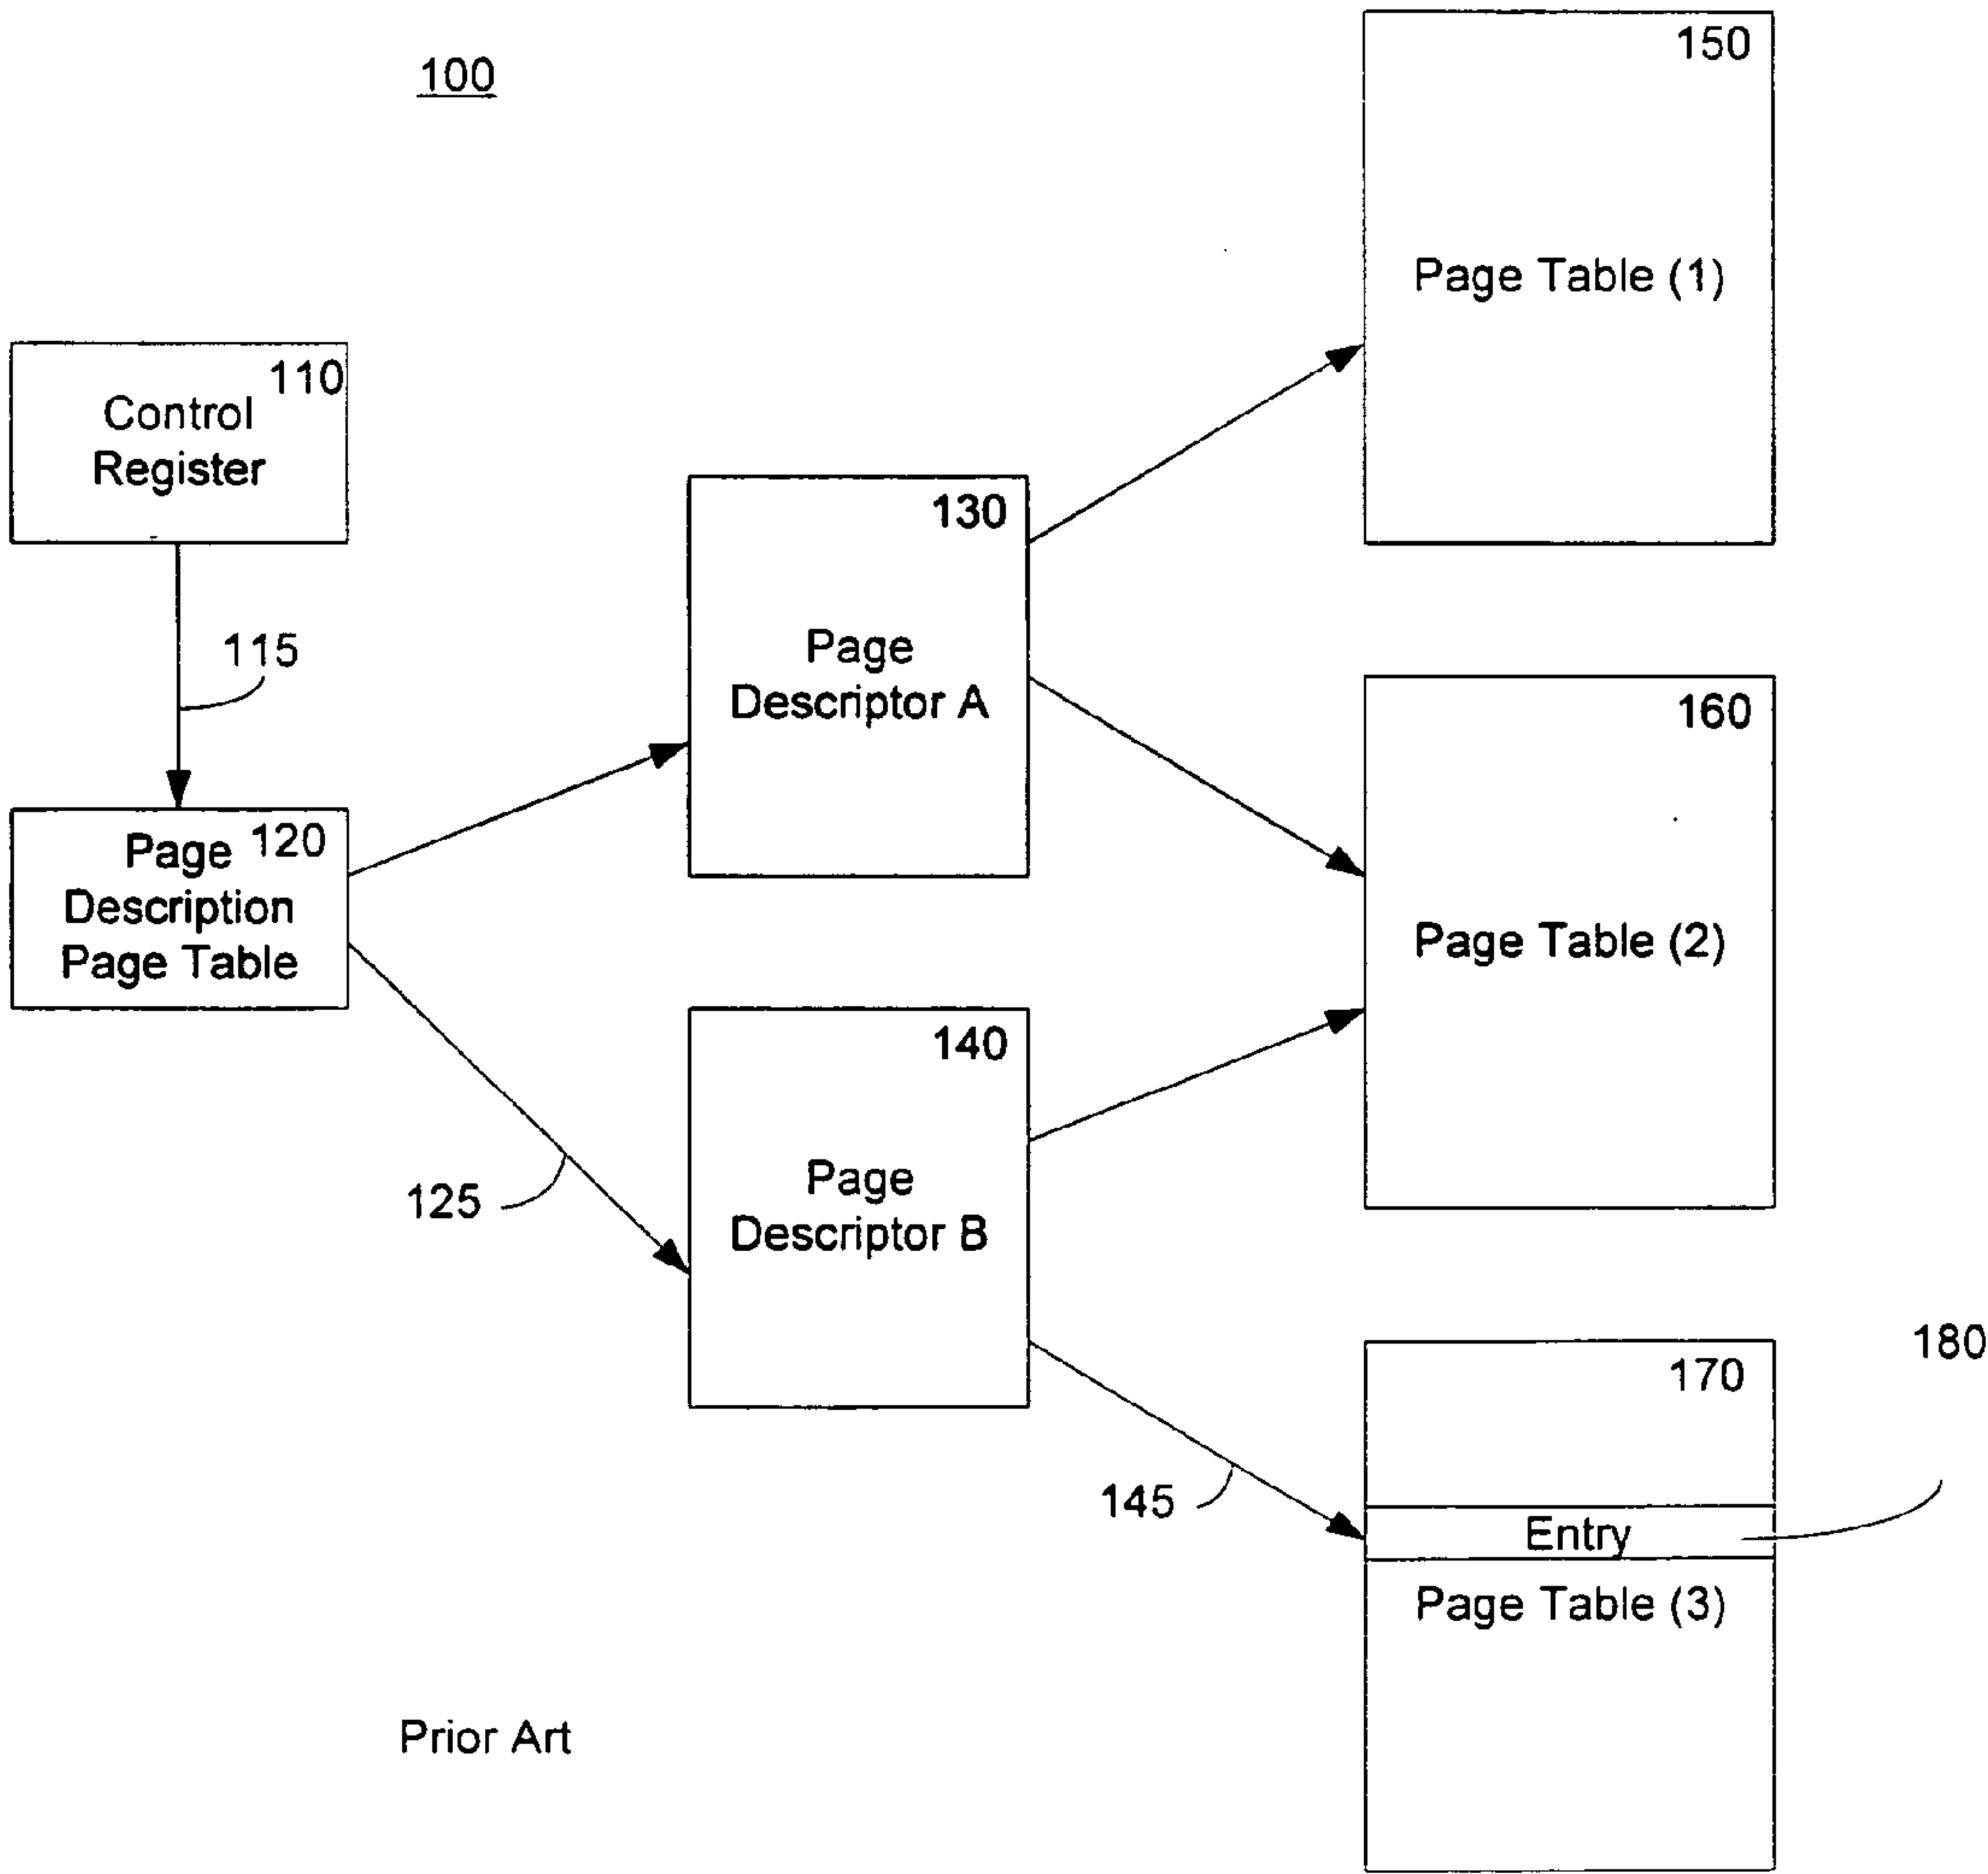 100
150
Page Table (1)
110
Control
Register
130
Page
Descriptor A
115
160
Page Table (2)
120
Page
Description
Page Table
140
Page
Descriptor B
125
180
170
145
Entry
Page Table (3)
Prior Art